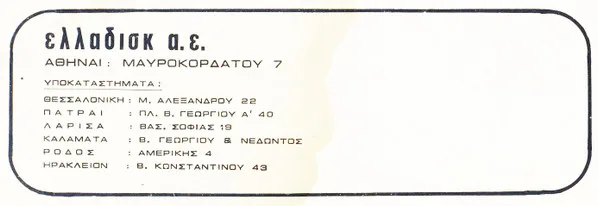 ελλαδισκ α.ε.
ΑΘΗΝΑΙ: ΜΑΥΡΟΚΟΡΔΑΤΟΥ 7
ΥΠΟΚΑΤΑΣΤΗΜΑΤΑ:
ΘΕΣΣΑΛΟΝΙΚΗ: Μ. ΑΛΕΞΑΝΔΡΟΥ 22
ΠΑΤΡΑΙ : ΠΛ. Β. ΓΕΩΡΓΙΟΥ Α' 40
ΛΑΡΙΣΑ : ΒΑΣ. ΣΟΦΙΑΣ 19
ΚΑΛΑΜΑΤΑ : Β. ΓΕΩΡΓΙΟΥ & ΝΕΔΟΝΤΟΣ
ΡΟΔΟΣ : ΑΜΕΡΙΚΗΣ 4
ΗΡΑΚΛΕΙΟΝ : Β. ΚΩΝΣΤΑΝΤΙΝΟΥ 43